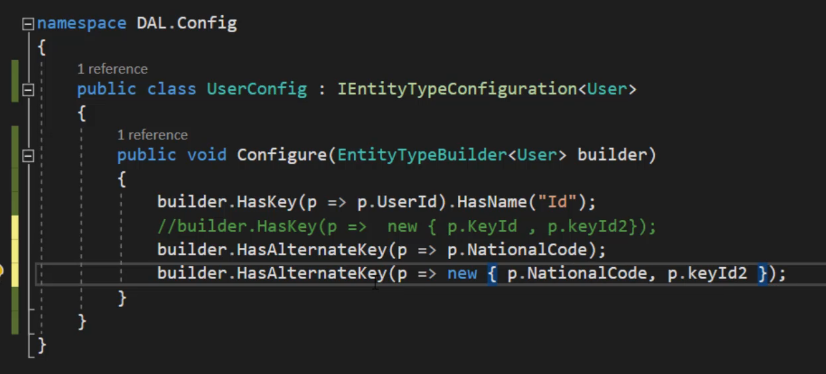 namespace DAL.Config
{
1 reference
public class UserConfig : IEntityTypeConfiguration<User>
{
1 reference
public void Configure(EntityTypeBuilder<User> builder)
{
builder.HasKey(p => p.UserId).HasName("Id");
//builder.HasKey(p =>  new { p.KeyId , p.keyId2});
builder.HasAlternateKey(p => p.NationalCode);
builder.HasAlternateKey(p => new { p.NationalCode, p.keyId2 });
}
}
}